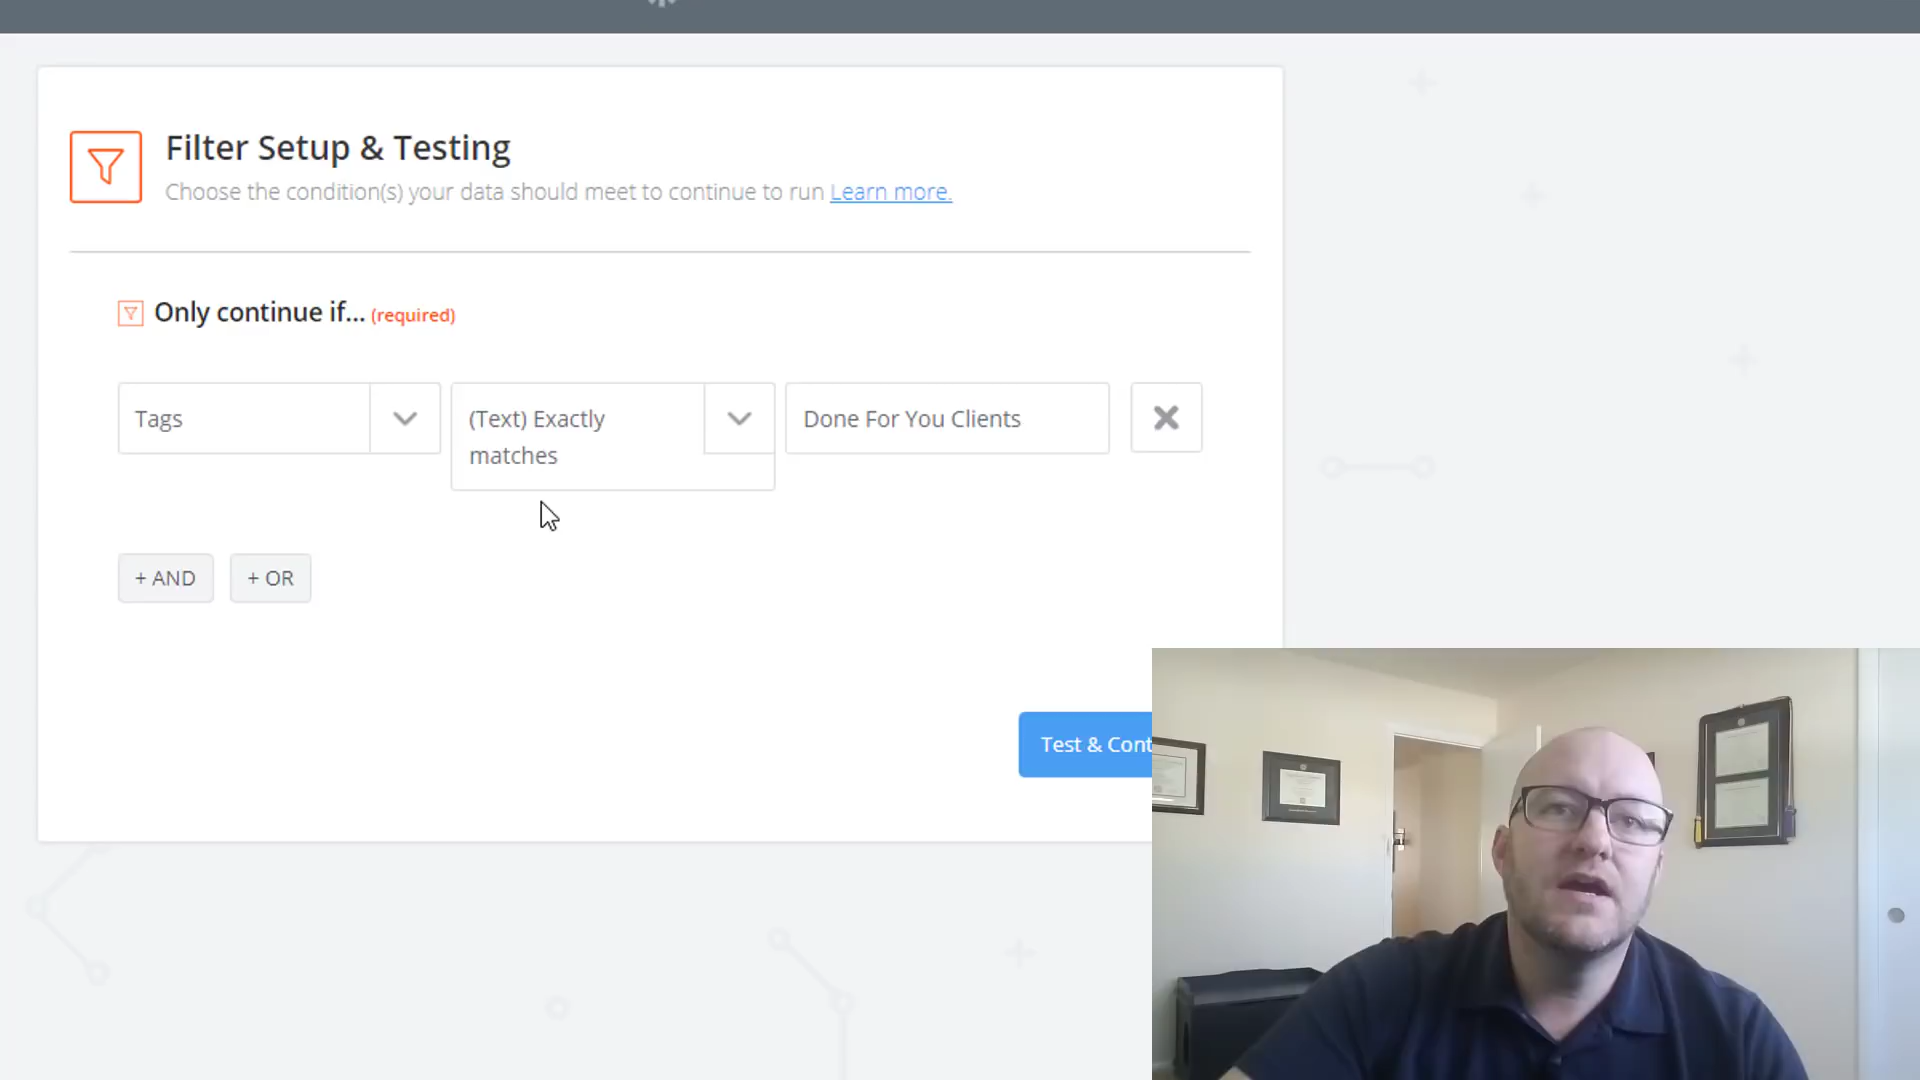 Filter Setup & Testing
Choose the condition(s) your data should meet to continue to run Learn more.
Only continue if... (required)
Tags
(Text) Exactly
matches
Done For You Clients
+ AND
+ OR
Test & Cont